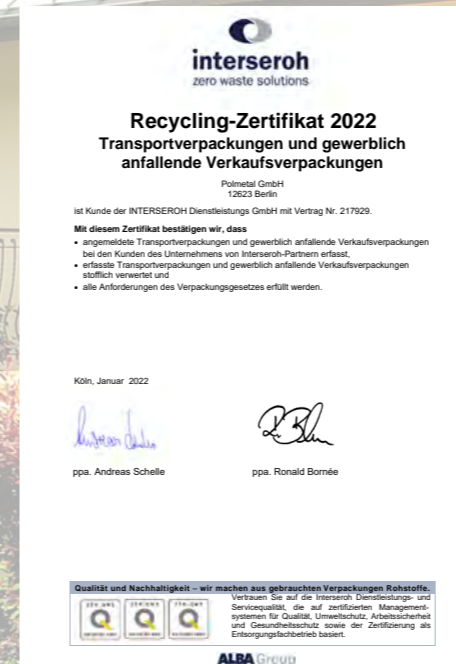 interseroh
zero waste solutions
Recycling-Zertifikat 2022
Transportverpackungen und gewerblich
anfallende Verkaufsverpackungen
Polmetal GmbH
12623 Berlin
ist Kunde der INTERSEROH Dienstleistungs GmbH mit Vertrag Nr. 217929.
Mit diesem Zertifikat bestätigen wir, dass
• angemeldete Transportverpackungen und gewerblich anfallende Verkaufsverpackungen
bei den Kunden des Unternehmens von Interseroh-Partnern erfasst,
• erfasste Transportverpackungen und gewerblich anfallende Verkaufsverpackungen
stofflich verwertet und
• alle Anforderungen des Verpackungsgesetzes erfüllt werden.
Köln, Januar 2022
ppa. Andreas Schelle
ppa. Ronald Bornée
Qualität und Nachhaltigkeit – wir machen aus gebrauchten Verpackungen Rohstoffe.
Vertrauen Sie auf die Interseroh Dienstleistungs- und
Servicequalität, die auf zertifizierten Management-
systemen für Qualität, Umweltschutz, Arbeitssicherheit
und Gesundheitsschutz sowie der Zertifizierung als
Entsorgungsfachbetrieb basiert.
ALBA Group